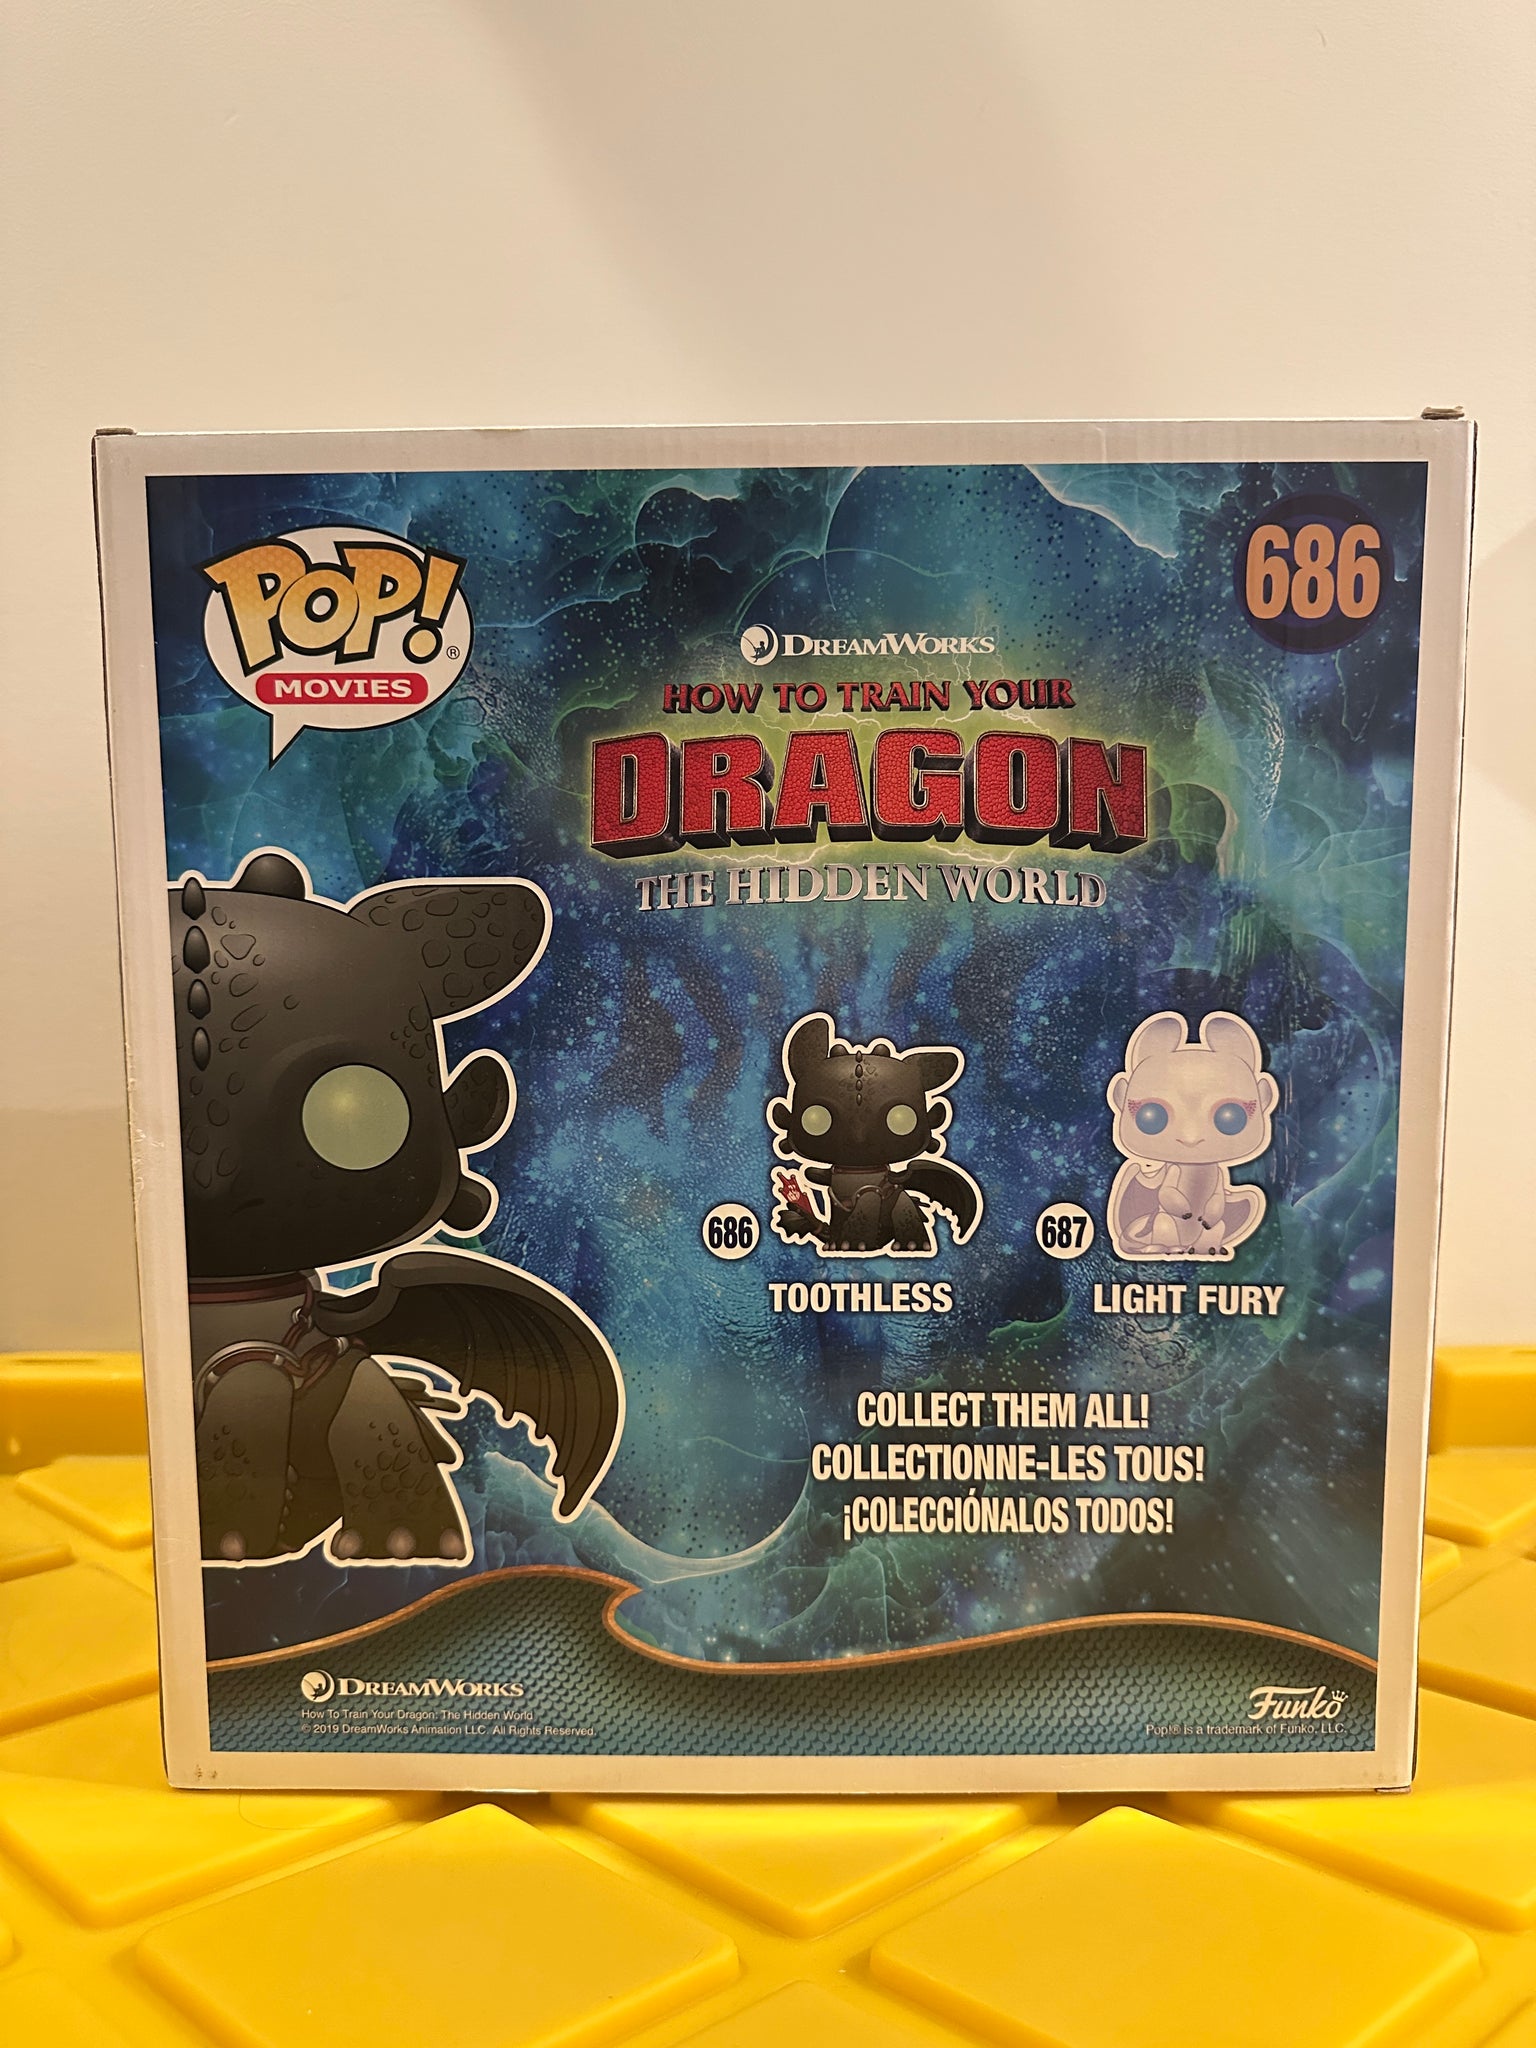 POP!®
MOVIES
686
DREAMWORKS
HOW TO TRAIN YOUR
DRAGON
THE HIDDEN WORLD
686
TOOTHLESS
687
LIGHT FURY
COLLECT THEM ALL!
COLLECTIONNE-LES TOUS!
¡COLECCIÓNALOS TODOS!
DREAMWORKS
How To Train Your Dragon: The Hidden World
© 2019 DreamWorks Animation LLC. All Rights Reserved.
Funko
Pop!® is a trademark of Funko, LLC.